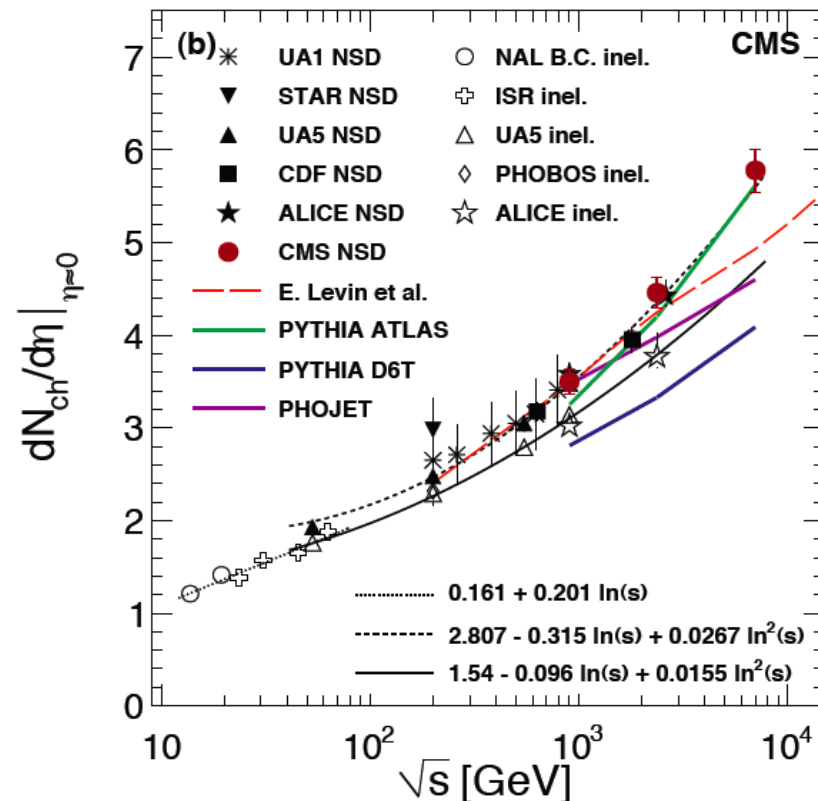 (b)
CMS
UA1 NSD
NAL B.C. inel.
STAR NSD
ISR inel.
UA5 NSD
UA5 inel.
CDF NSD
PHOBOS inel.
ALICE NSD
ALICE inel.
CMS NSD
E. Levin et al.
PYTHIA ATLAS
PYTHIA D6T
PHOJET
0.161 + 0.201 ln(s)
2.807 - 0.315 ln(s) + 0.0267 ln²(s)
1.54 - 0.096 ln(s) + 0.0155 ln²(s)
dN_ch/dη|_η≈0
7
6
5
4
3
2
1
0
10 10² 10³ 10⁴
√s [GeV]